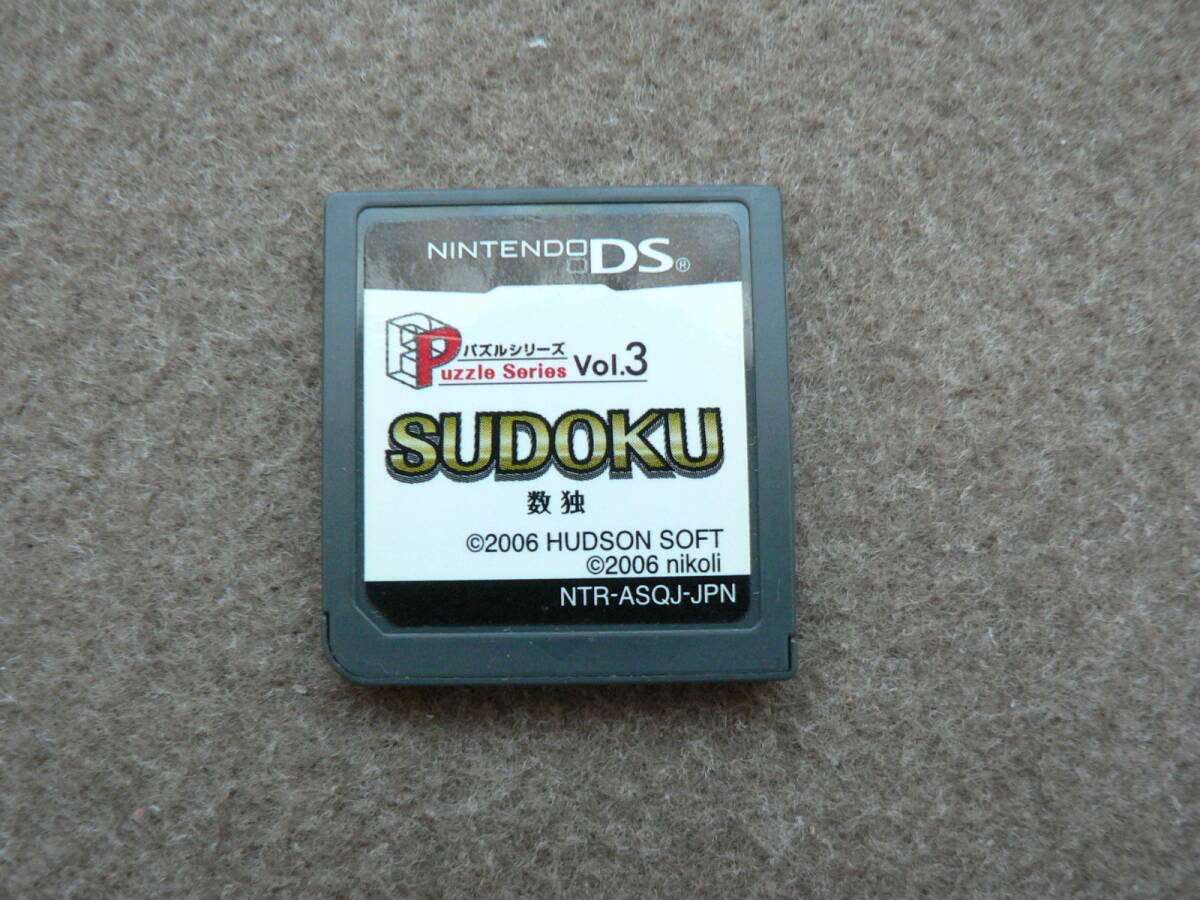 NINTENDO DS®
パズルシリーズ
Puzzle Series Vol.3
SUDOKU
数独
©2006 HUDSON SOFT
©2006 nikoli
NTR-ASQJ-JPN